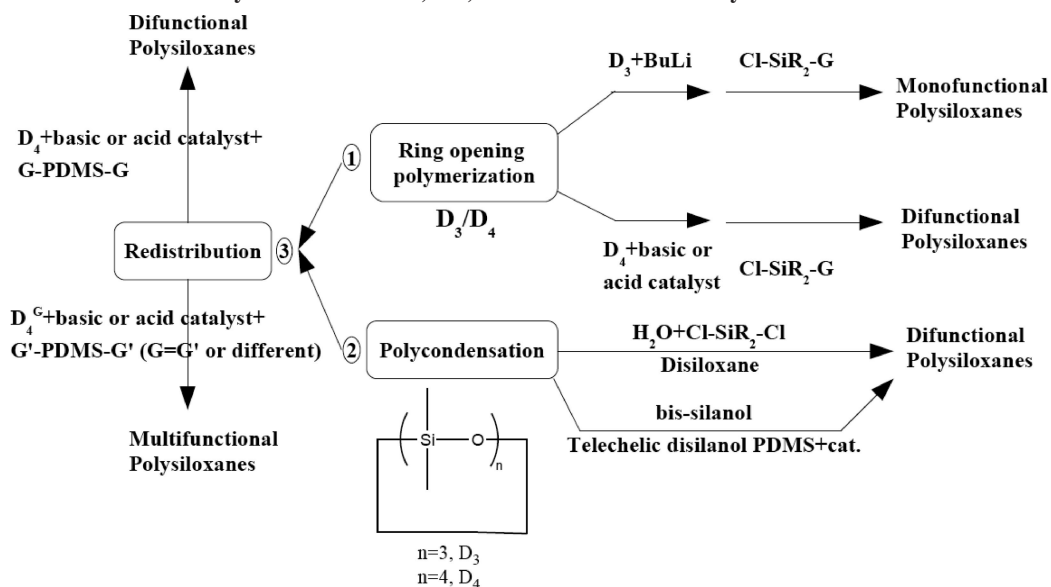 Difunctional
Polysiloxanes
D₄+basic or acid catalyst+
G-PDMS-G
Redistribution
3
D₄ᴳ+basic or acid catalyst+
G'-PDMS-G' (G=G' or different)
Multifunctional
Polysiloxanes
1
Ring opening
polymerization
D₃/D₄
D₃+BuLi
Cl-SiR₂-G
Monofunctional
Polysiloxanes
D₄+basic or
acid catalyst
Cl-SiR₂-G
Difunctional
Polysiloxanes
2
Polycondensation
H₂O+Cl-SiR₂-Cl
Disiloxane
Difunctional
Polysiloxanes
bis-silanol
Telechelic disilanol PDMS+cat.
Si O
n
n=3, D₃
n=4, D₄